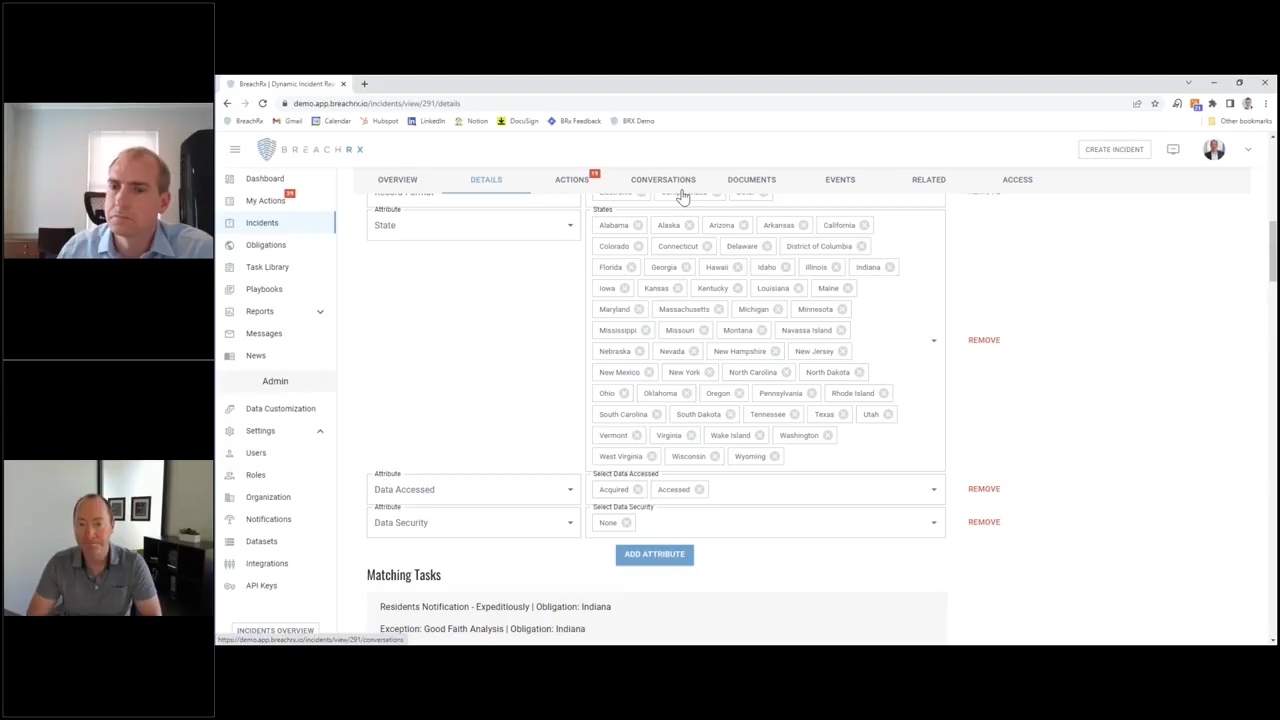 BreachRx | Dynamic Incident Re
demo.app.breachrx.io/incidents/view/291/details
BreachRx Gmail Calendar Hubspot LinkedIn Notion DocuSign BRx Feedback BRX Demo Other bookmarks
BREACHRX CREATE INCIDENT
OVERVIEW DETAILS ACTIONS 19 CONVERSATIONS DOCUMENTS EVENTS RELATED ACCESS
Dashboard
My Actions 39
Incidents
Obligations
Task Library
Playbooks
Reports
Messages
News
Admin
Data Customization
Settings
Users
Roles
Organization
Notifications
Datasets
Integrations
API Keys
INCIDENTS OVERVIEW
https://demo.app.breachrx.io/incidents/view/291/conversations
Attribute
State
States
Alabama Alaska Arizona Arkansas California
Colorado Connecticut Delaware District of Columbia
Florida Georgia Hawaii Idaho Illinois Indiana
Iowa Kansas Kentucky Louisiana Maine
Maryland Massachusetts Michigan Minnesota
Mississippi Missouri Montana Navassa Island
Nebraska Nevada New Hampshire New Jersey
New Mexico New York North Carolina North Dakota
Ohio Oklahoma Oregon Pennsylvania Rhode Island
South Carolina South Dakota Tennessee Texas Utah
Vermont Virginia Wake Island Washington
West Virginia Wisconsin Wyoming
REMOVE
Attribute
Data Accessed
Select Data Accessed
Acquired Accessed
REMOVE
Attribute
Data Security
Select Data Security
None
REMOVE
ADD ATTRIBUTE
Matching Tasks
Residents Notification - Expeditiously | Obligation: Indiana
Exception: Good Faith Analysis | Obligation: Indiana